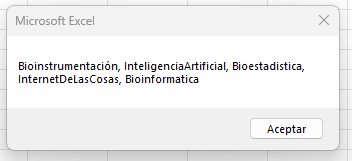 Microsoft Excel
Bioinstrumentación, InteligenciaArtificial, Bioestadistica,
InternetDeLasCosas, Bioinformatica
Aceptar